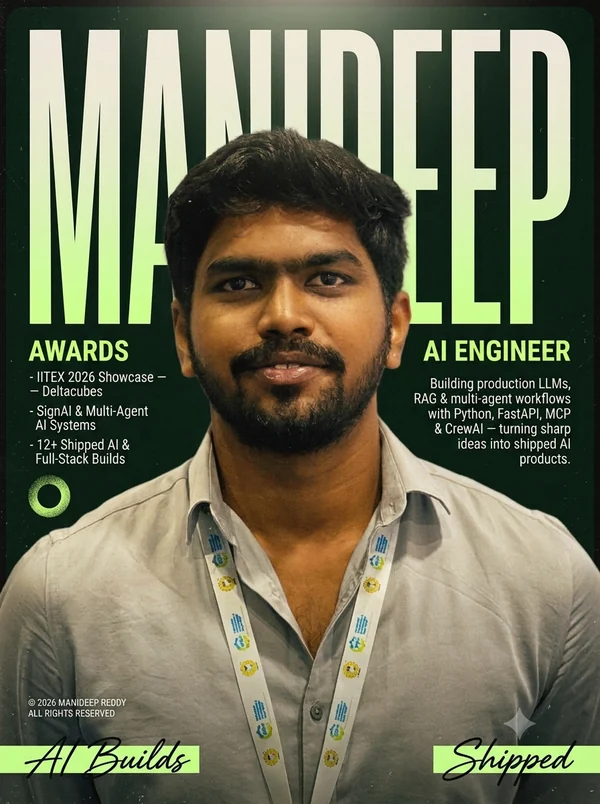 MANIDEEP
AWARDS
- IITEX 2026 Showcase —
— Deltacubes
- SignAI & Multi-Agent
AI Systems
- 12+ Shipped AI &
Full-Stack Builds
AI ENGINEER
Building production LLMs,
RAG & multi-agent workflows
with Python, FastAPI, MCP
& CrewAI — turning sharp
ideas into shipped AI
products.
© 2026 MANIDEEP REDDY
ALL RIGHTS RESERVED
AI Builds
Shipped